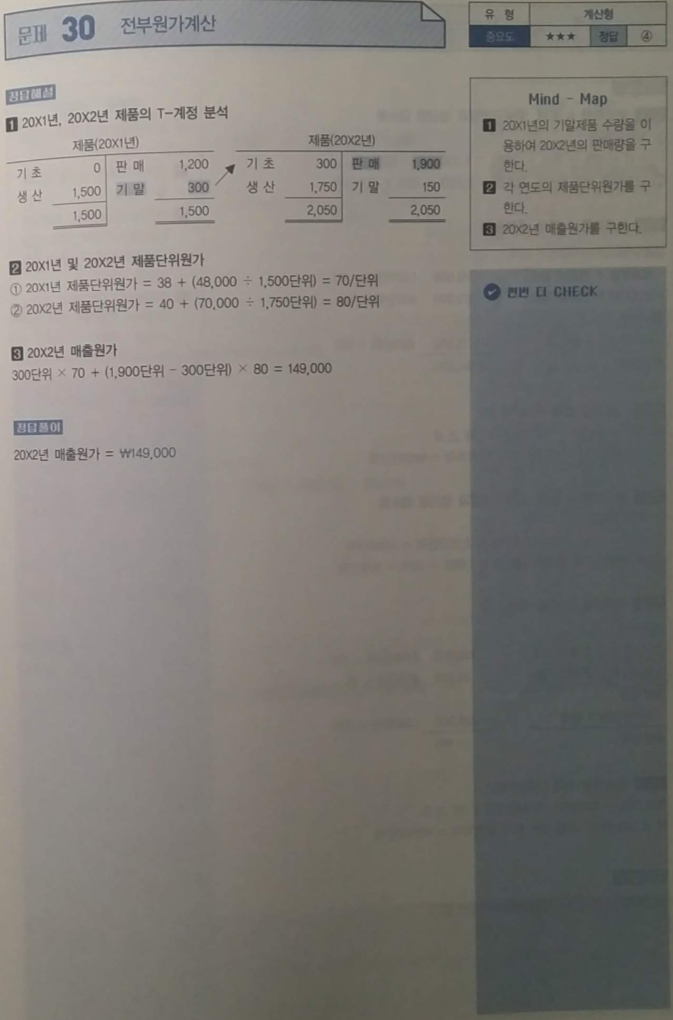 문제 30 전부원가계산
유 형 계산형
중요도 ★★★ 정답 ④
정답해설
1 20X1년, 20X2년 제품의 T-계정 분석
제품(20X1년)
기 초 0 판 매 1,200
생 산 1,500 기 말 300
1,500 1,500
제품(20X2년)
기 초 300 판 매 1,900
생 산 1,750 기 말 150
2,050 2,050
2 20X1년 및 20X2년 제품단위원가
① 20X1년 제품단위원가 = 38 + (48,000 ÷ 1,500단위) = 70/단위
② 20X2년 제품단위원가 = 40 + (70,000 ÷ 1,750단위) = 80/단위
3 20X2년 매출원가
300단위 × 70 + (1,900단위 - 300단위) × 80 = 149,000
정답풀이
20X2년 매출원가 = ₩149,000
Mind - Map
1 20X1년의 기말제품 수량을 이
용하여 20X2년의 판매량을 구
한다.
2 각 연도의 제품단위원가를 구
한다.
3 20X2년 매출원가를 구한다.
한번 더 CHECK